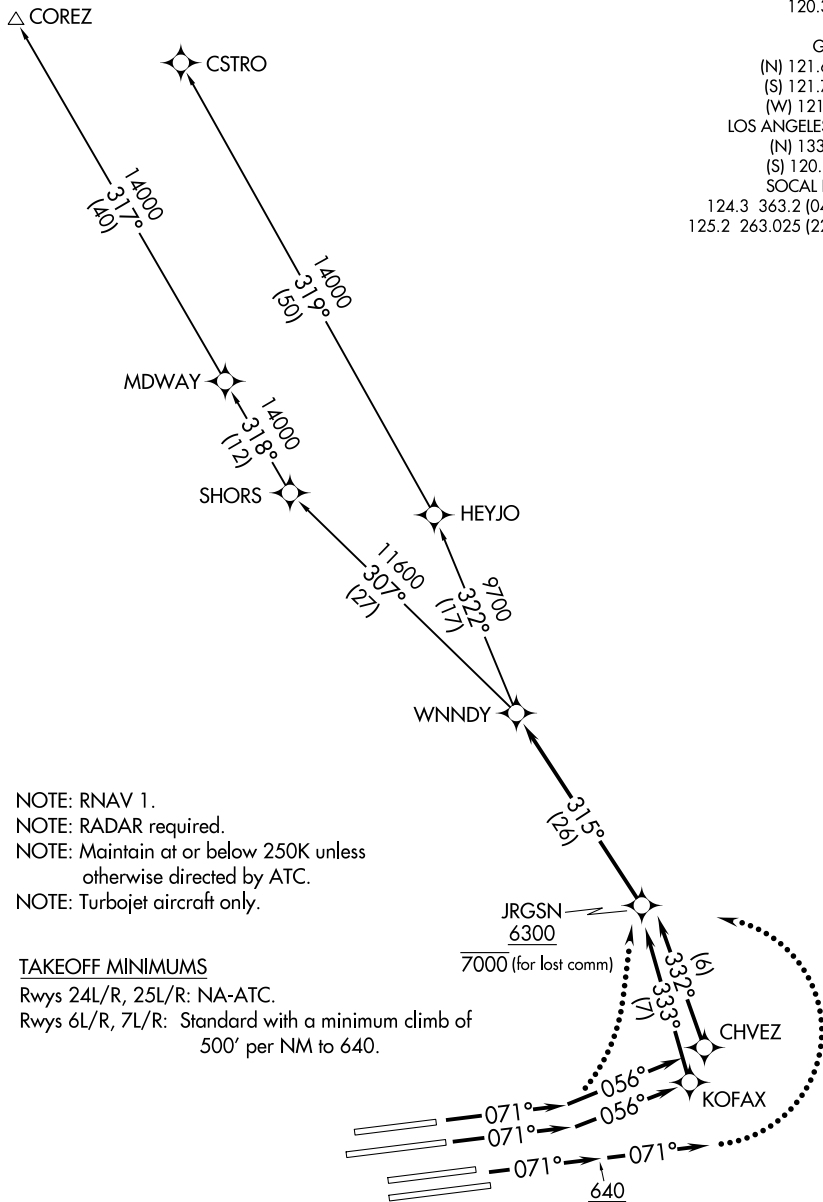 COREZ
CSTRO
120.3
G
(N) 121.6
(S) 121.7
(W) 121.
LOS ANGELES
(N) 133
(S) 120.
SOCAL
124.3 363.2 (04
125.2 263.025 (22
14000
317°
(40)
14000
319°
(50)
MDWAY
14000
318°
(12)
SHORS
HEYJO
11600
307°
(27)
9700
322°
(17)
WNNDY
315°
(26)
NOTE: RNAV 1.
NOTE: RADAR required.
NOTE: Maintain at or below 250K unless
otherwise directed by ATC.
NOTE: Turbojet aircraft only.
JRGSN
6300
7000 (for lost comm)
TAKEOFF MINIMUMS
Rwys 24L/R, 25L/R: NA-ATC.
Rwys 6L/R, 7L/R: Standard with a minimum climb of
500' per NM to 640.
(6)
332°
333°
(7)
CHVEZ
KOFAX
071°
056°
071°
056°
071°
071°
640